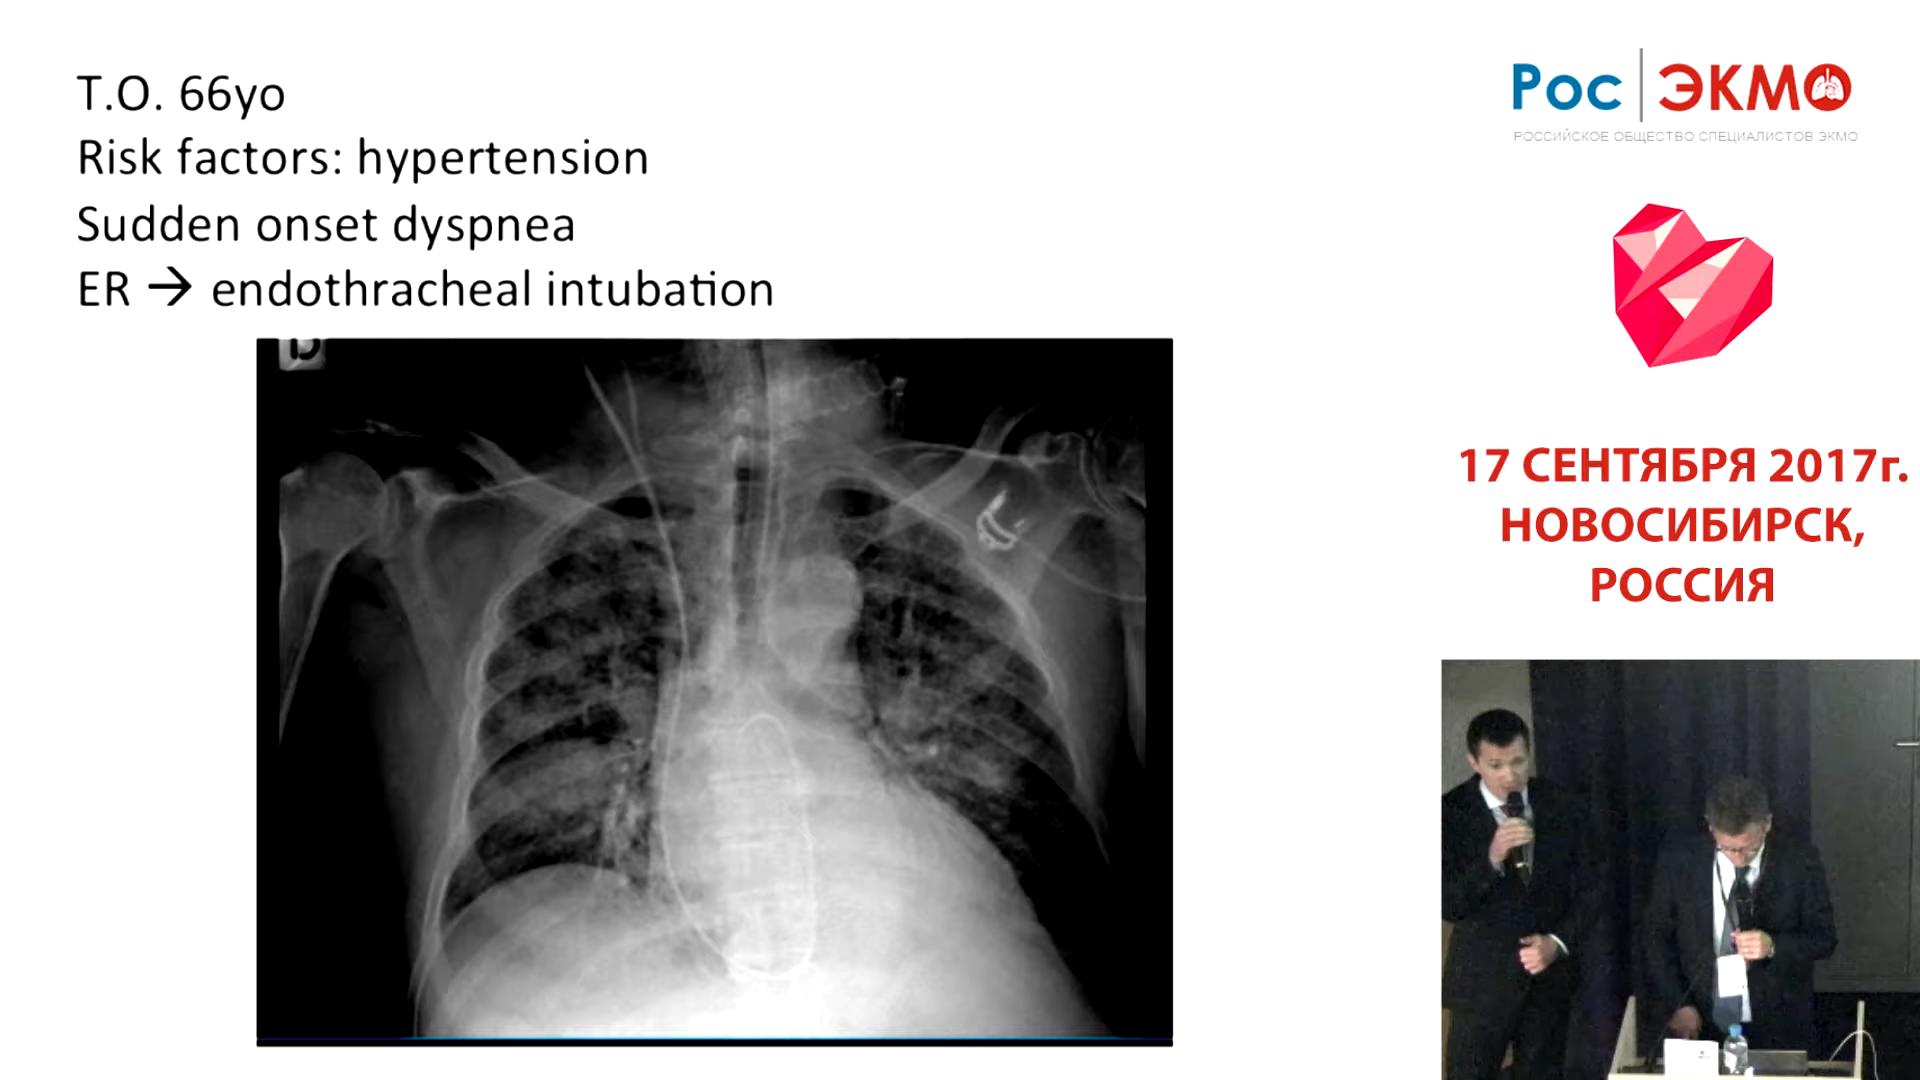 T.O. 66yo
Risk factors: hypertension
Sudden onset dyspnea
ER → endothracheal intubation
D
Рос ЭКМО
РОССИЙСКОЕ ОБЩЕСТВО СПЕЦИАЛИСТОВ ЭКМО
17 СЕНТЯБРЯ 2017г.
НОВОСИБИРСК,
РОССИЯ